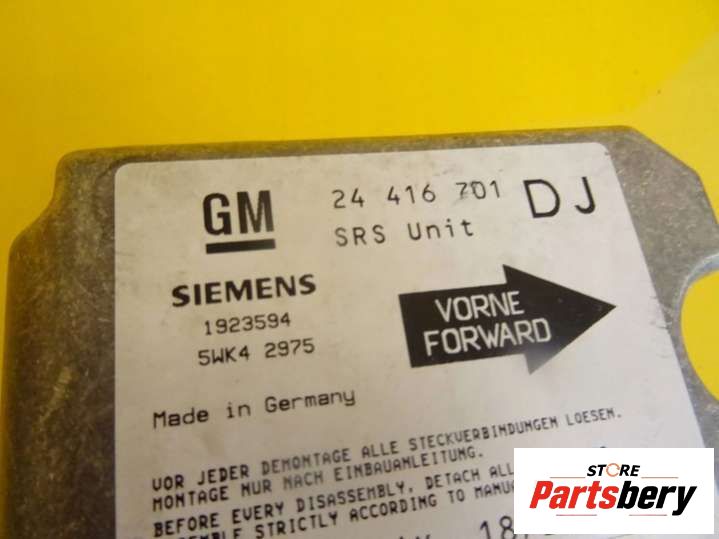 GM
24 416 701 DJ
SRS Unit
SIEMENS
1923594
5WK4 2975
VORNE
FORWARD
Made in Germany
VOR JEDER DEMONTAGE ALLE STECKVERBINDUNGEN LOESEN.
MONTAGE NUR NACH EINBAUANLEITUNG.
BEFORE EVERY DISASSEMBLY, DETACH ALL
STRICTLY ACCORDING TO
STORE
Partsbery